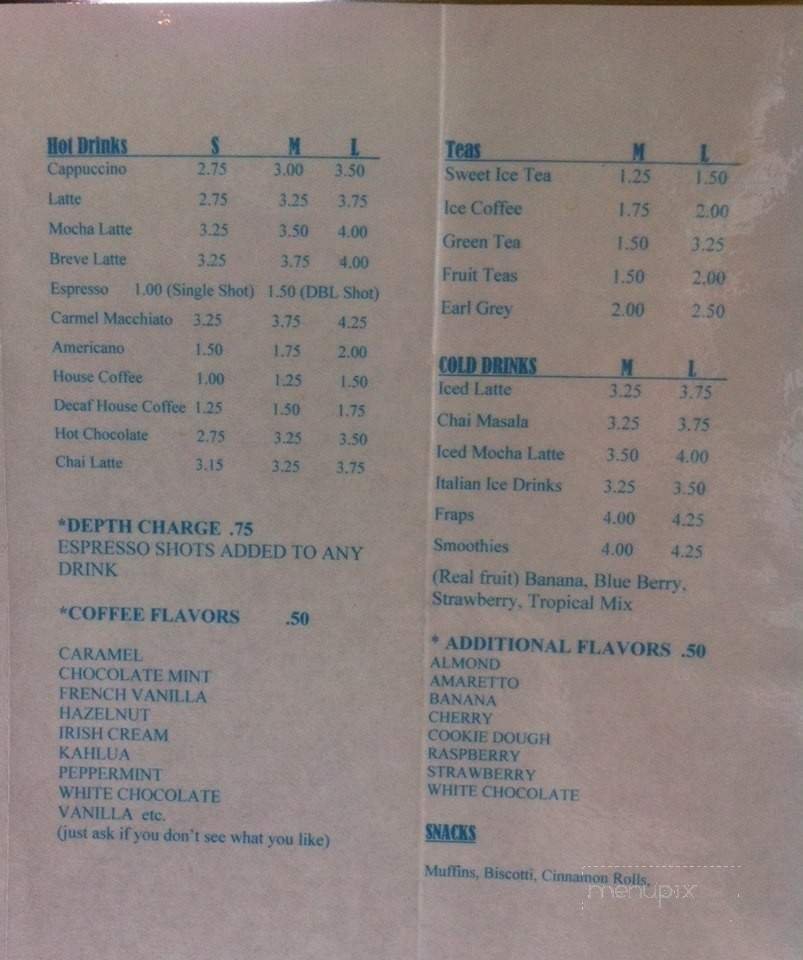 Hot Drinks S M L
Cappuccino 2.75 3.00 3.50
Latte 2.75 3.25 3.75
Mocha Latte 3.25 3.50 4.00
Breve Latte 3.25 3.75 4.00
Espresso 1.00 (Single Shot) 1.50 (DBL Shot)
Carmel Macchiato 3.25 3.75 4.25
Americano 1.50 1.75 2.00
House Coffee 1.00 1.25 1.50
Decaf House Coffee 1.25 1.50 1.75
Hot Chocolate 2.75 3.25 3.50
Chai Latte 3.15 3.25 3.75
*DEPTH CHARGE .75
ESPRESSO SHOTS ADDED TO ANY
DRINK
*COFFEE FLAVORS .50
CARAMEL
CHOCOLATE MINT
FRENCH VANILLA
HAZELNUT
IRISH CREAM
KAHLUA
PEPPERMINT
WHITE CHOCOLATE
VANILLA etc.
(just ask if you don't see what you like)
Teas M L
Sweet Ice Tea 1.25 1.50
Ice Coffee 1.75 2.00
Green Tea 1.50 3.25
Fruit Teas 1.50 2.00
Earl Grey 2.00 2.50
COLD DRINKS M L
Iced Latte 3.25 3.75
Chai Masala 3.25 3.75
Iced Mocha Latte 3.50 4.00
Italian Ice Drinks 3.25 3.50
Fraps 4.00 4.25
Smoothies 4.00 4.25
(Real fruit) Banana, Blue Berry,
Strawberry, Tropical Mix
* ADDITIONAL FLAVORS .50
ALMOND
AMARETTO
BANANA
CHERRY
COOKIE DOUGH
RASPBERRY
STRAWBERRY
WHITE CHOCOLATE
SNACKS
Muffins, Biscotti, Cinnamon Rolls,
menupix